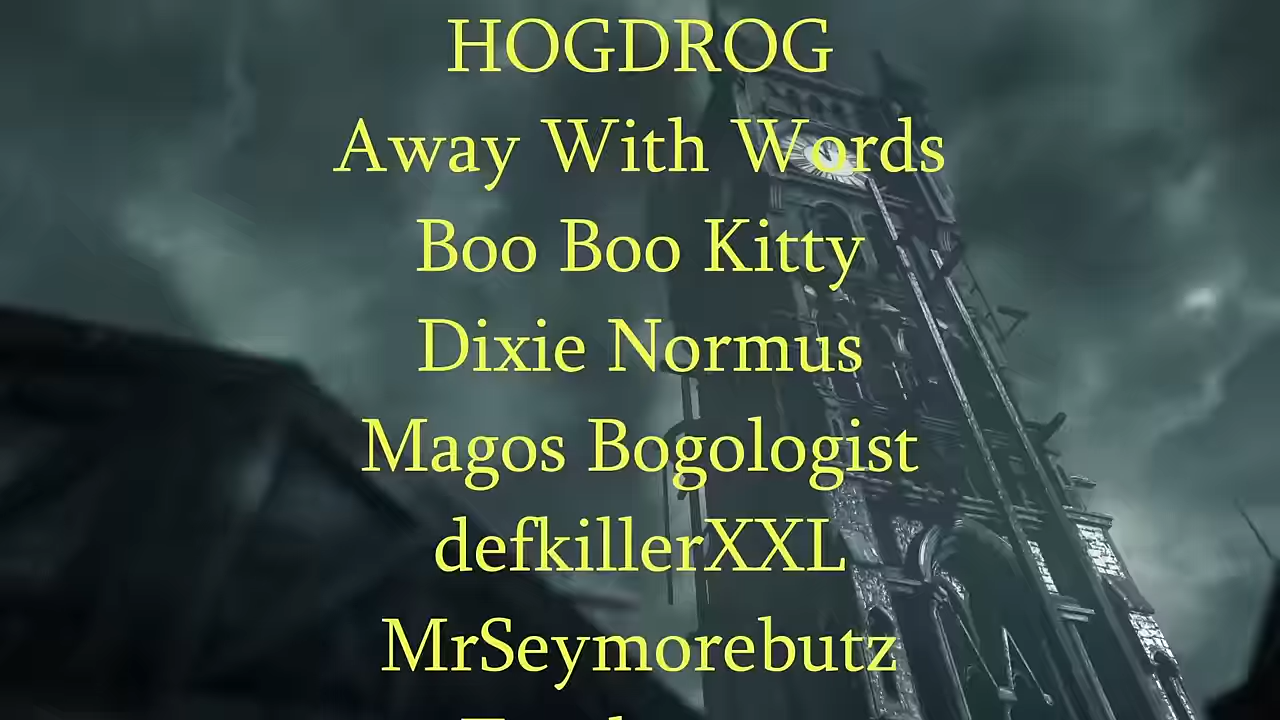 HOGDROG
Away With Words
Boo Boo Kitty
Dixie Normus
Magos Bogologist
defkillerXXL
MrSeymorebutz